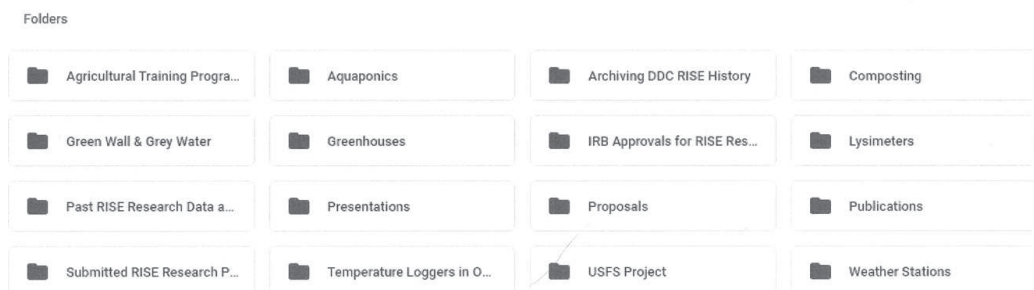 Folders
Agricultural Training Progra...
Aquaponics
Archiving DDC RISE History
Composting
Green Wall & Grey Water
Greenhouses
IRB Approvals for RISE Res...
Lysimeters
Past RISE Research Data a...
Presentations
Proposals
Publications
Submitted RISE Research P...
Temperature Loggers in O...
USFS Project
Weather Stations